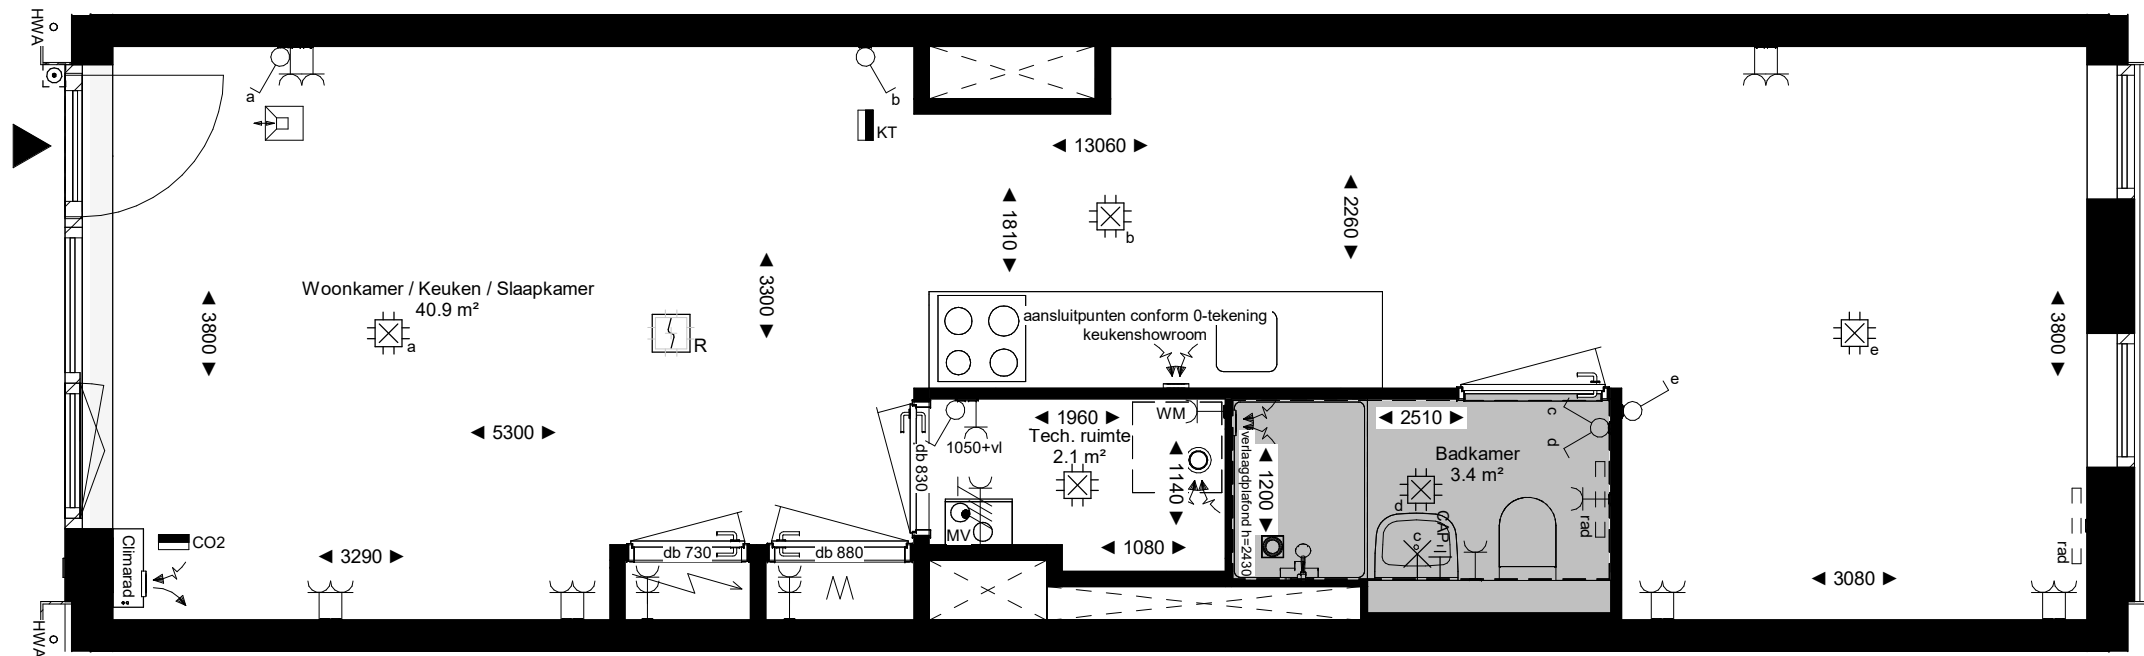 HWA
a
b
KT
13060
1810
2260
b
Woonkamer / Keuken / Slaapkamer
40.9 m²
3800
a
3300
R
aansluitpunten conform 0-tekening
keukenshowroom
e
3800
e
5300
db 830
1050+vl
1960
WM
Tech. ruimte
2.1 m²
1140
verlaagdplafond h=2430
1200
2510
c
d
Badkamer
3.4 m²
d
CAP
c
rad
rad
MV
CO2
Climarad
3290
db 730
db 880
1080
3080
HWA